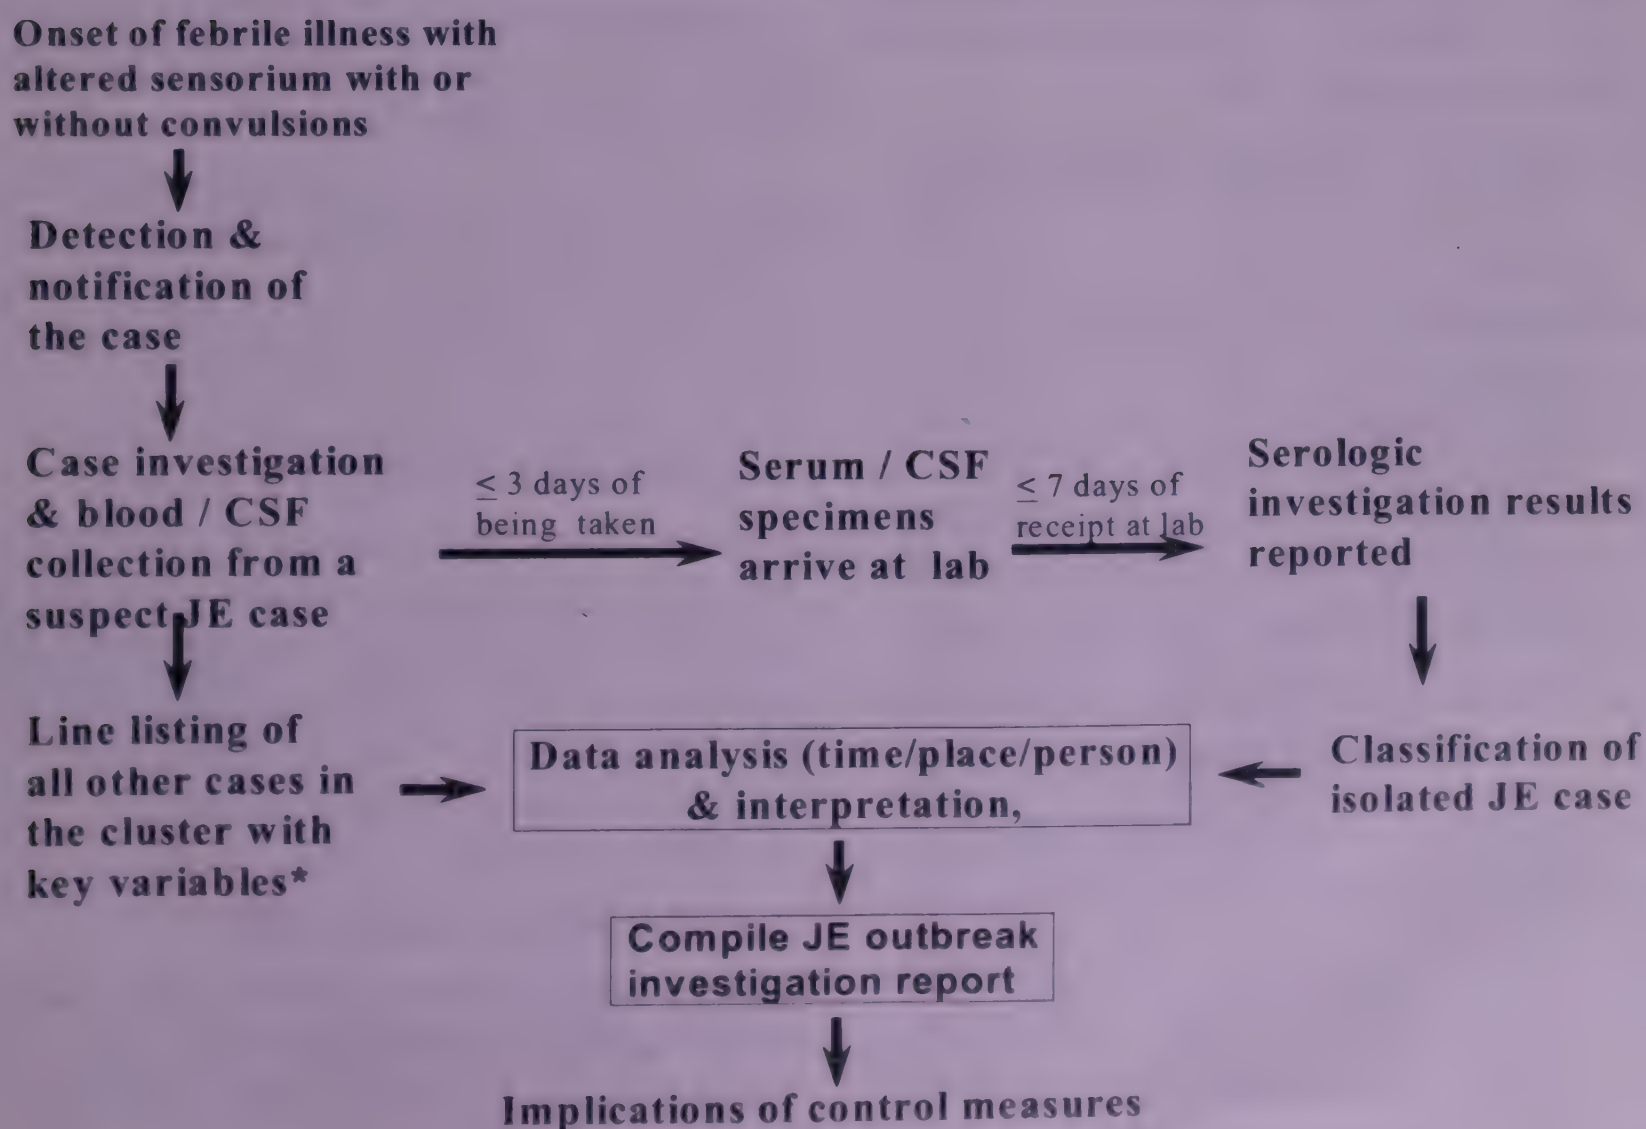 Onset of febrile illness with
altered sensorium with or
without convulsions
Detection &
notification of
the case
Case investigation
& blood / CSF
collection from a
suspect JE case
≤ 3 days of
being taken
Serum / CSF
specimens
arrive at lab
≤ 7 days of
receipt at lab
Serologic
investigation results
reported
Line listing of
all other cases in
the cluster with
key variables*
Data analysis (time/place/person)
& interpretation,
Classification of
isolated JE case
Compile JE outbreak
investigation report
Implications of control measures